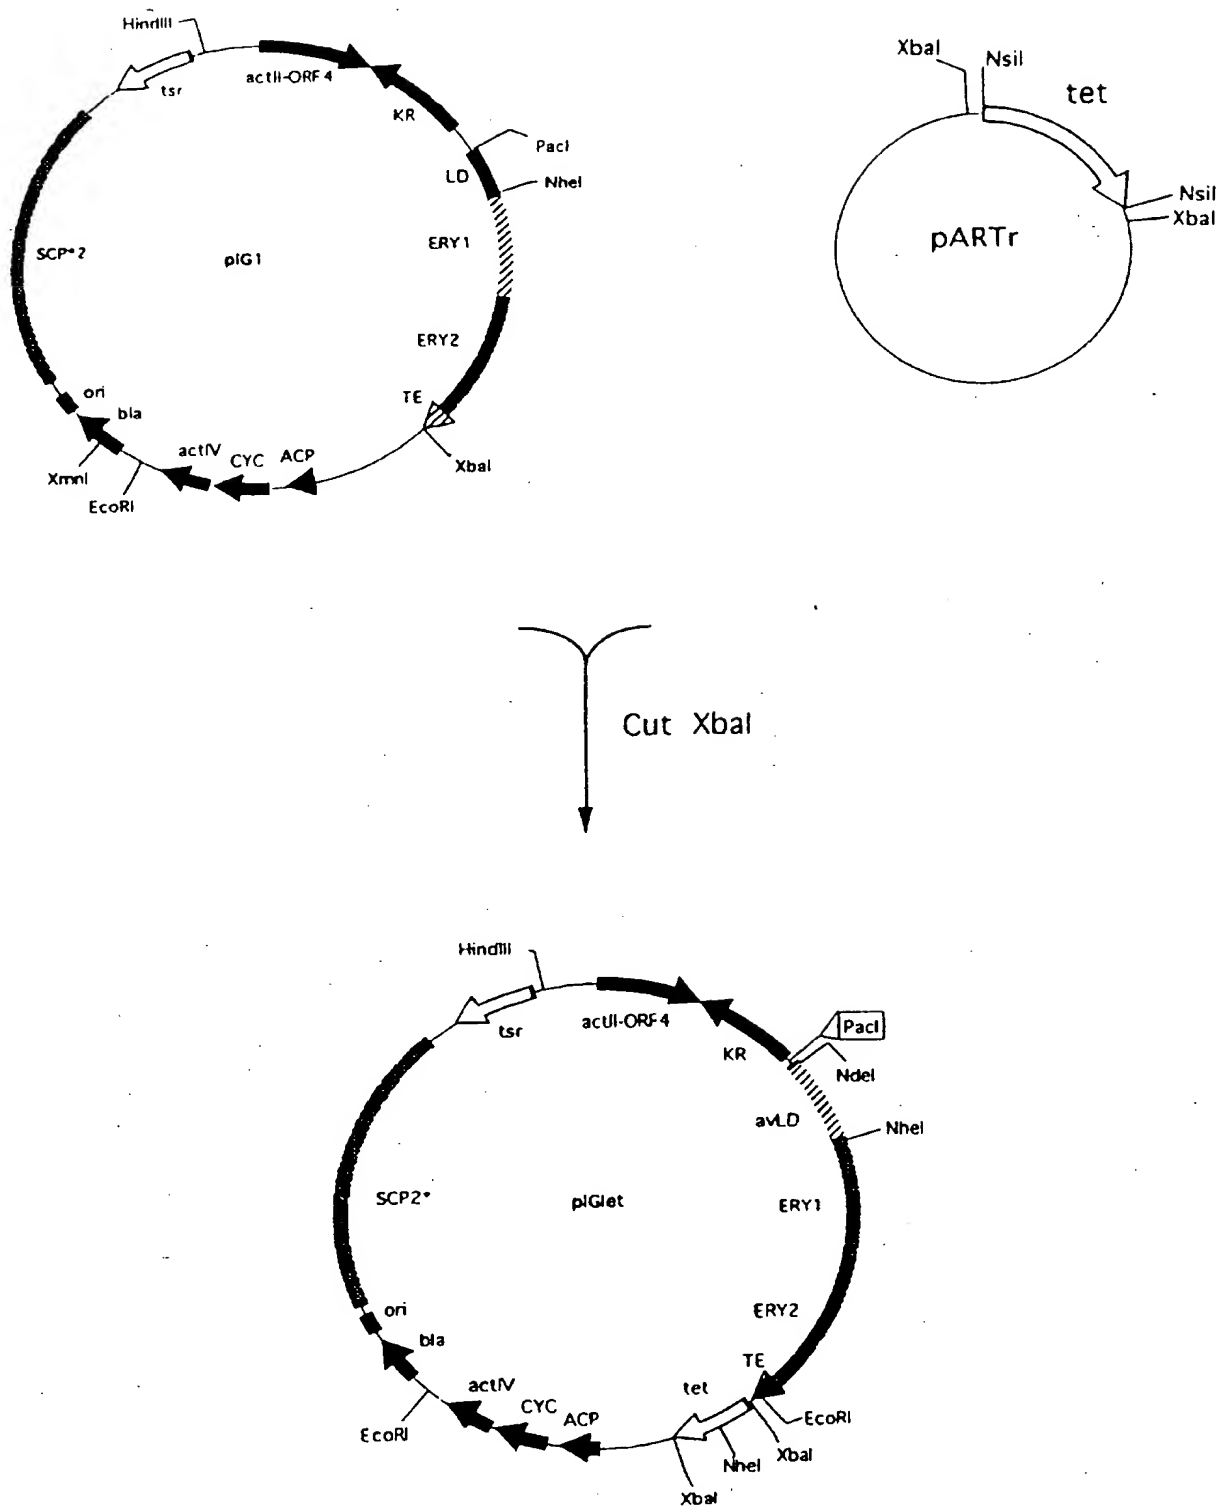 HindIII
actII-ORF4
tsr
KR
PacI
LD
NheI
SCP*2
pIG1
ERY1
ERY2
ori
bla
TE
actIV
CYC
ACP
XbaI
XmnI
EcoRI
XbaI
NsiI
tet
NsiI
XbaI
pARTr
Cut XbaI
HindIII
actII-ORF4
tsr
KR
PacI
NdeI
avLD
NheI
SCP2*
pIGlet
ERY1
ERY2
ori
bla
TE
tet
actIV
CYC
ACP
EcoRI
EcoRI
XbaI
NheI
XbaI